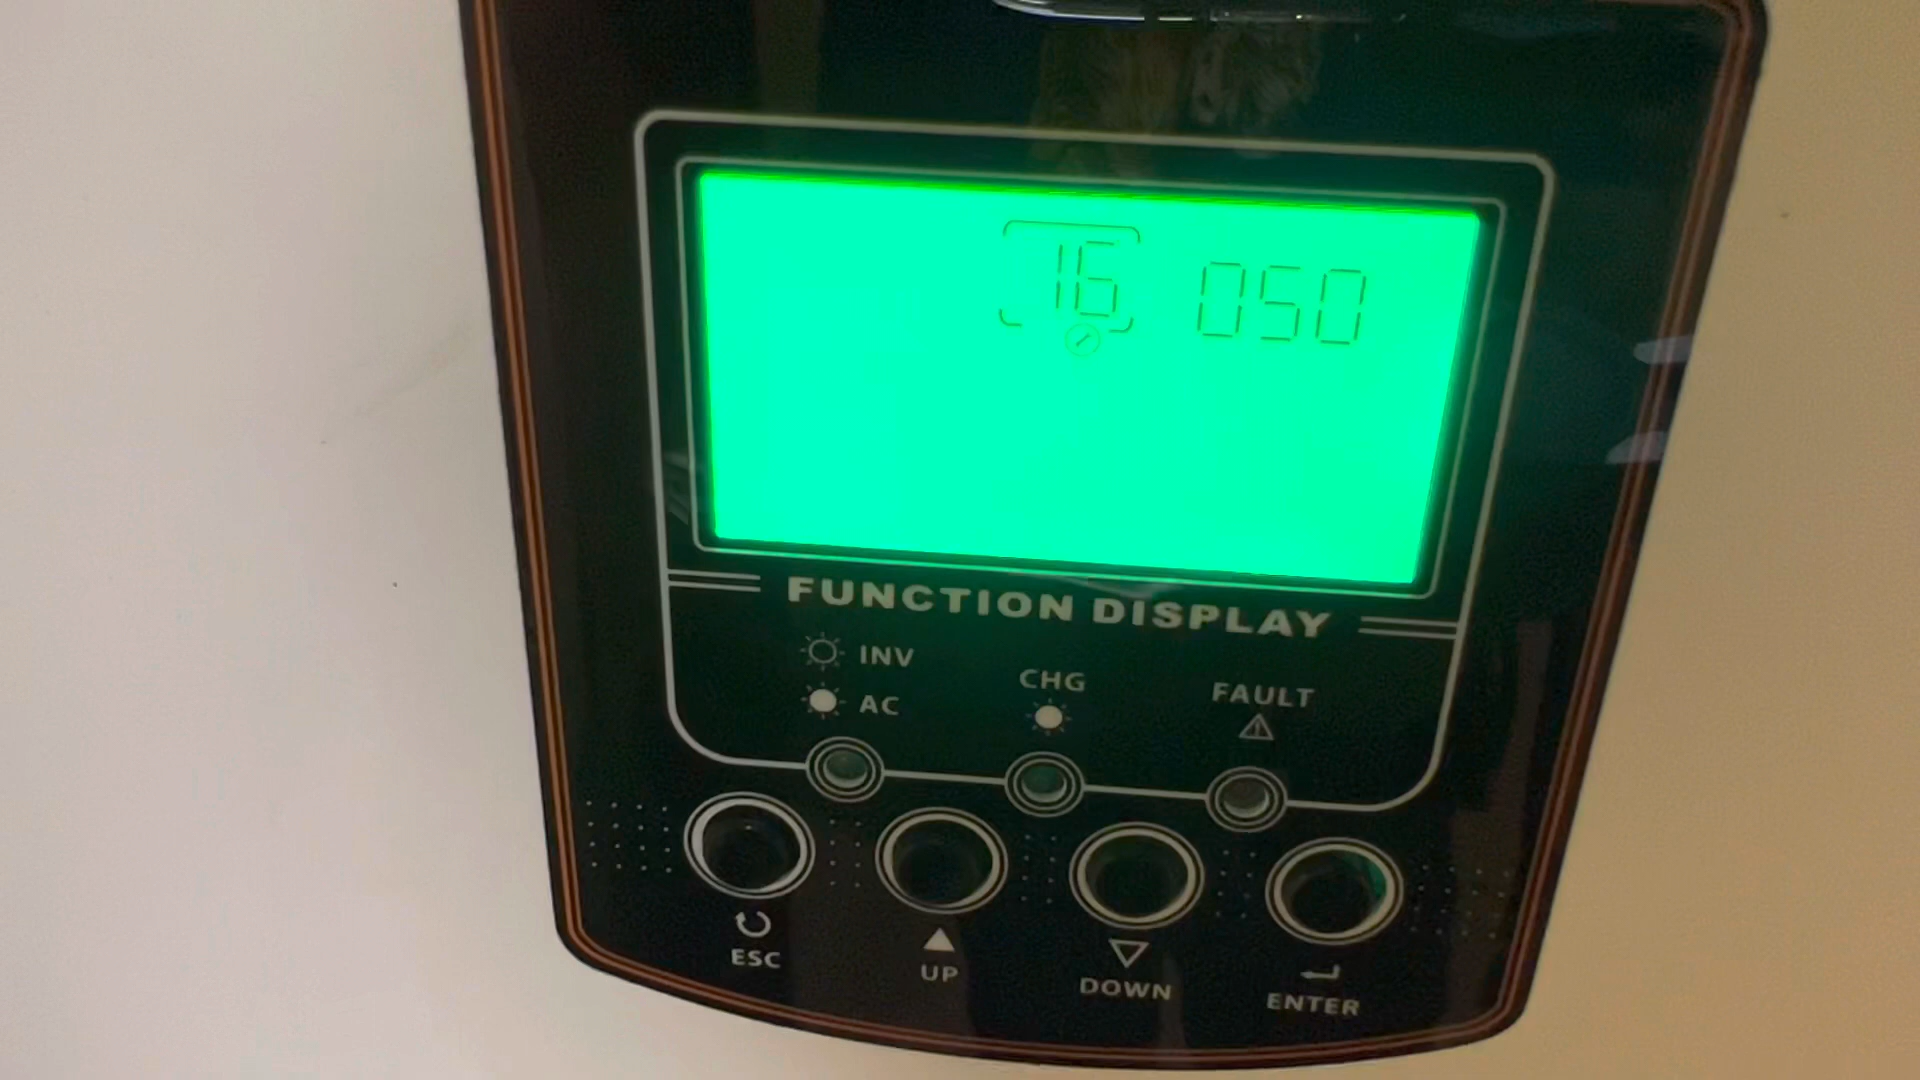 16 050
FUNCTION DISPLAY
INV
AC
CHG
FAULT
ESC
UP
DOWN
ENTER